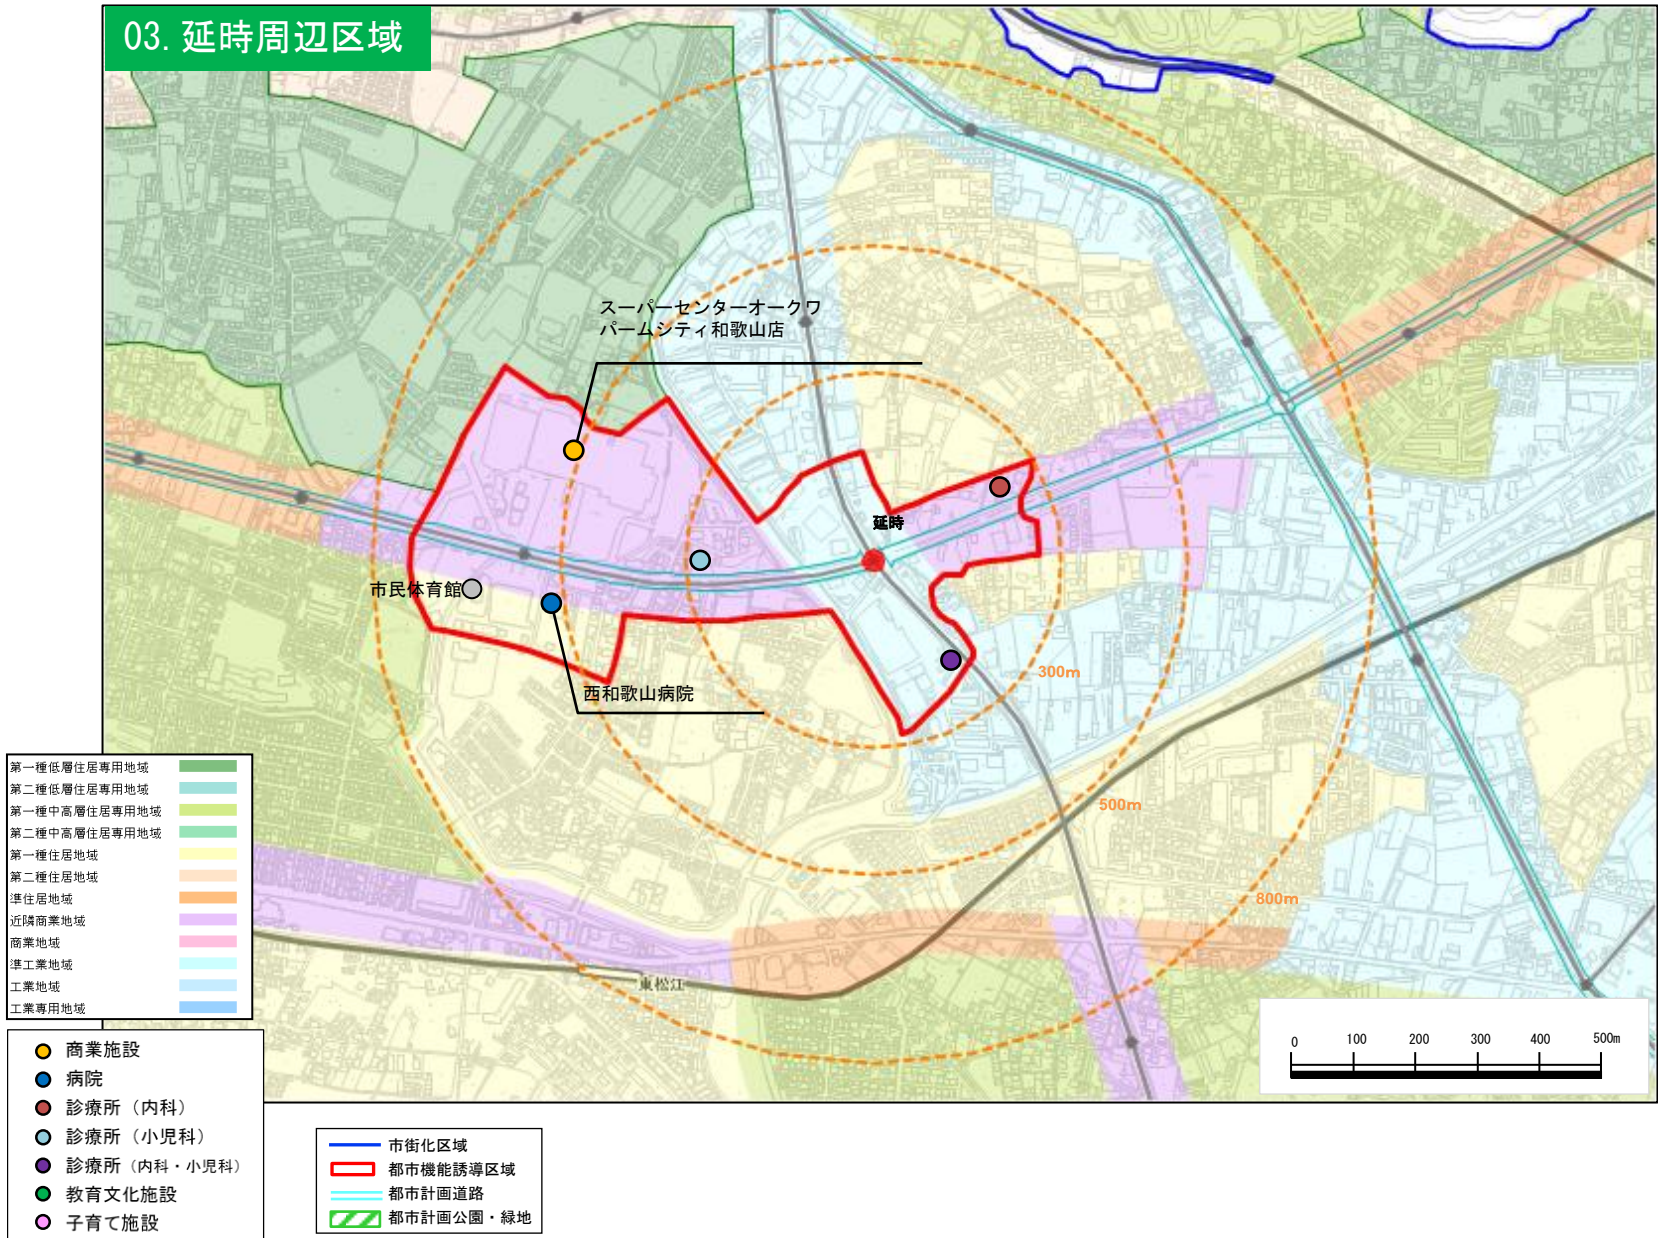 03. 延時周辺区域
スーパーセンターオークワ
パームシティ和歌山店
延時
市民体育館
西和歌山病院
300m
500m
800m
東松江
第一種低層住居専用地域
第二種低層住居専用地域
第一種中高層住居専用地域
第二種中高層住居専用地域
第一種住居地域
第二種住居地域
準住居地域
近隣商業地域
商業地域
準工業地域
工業地域
工業専用地域
0 100 200 300 400 500m
商業施設
病院
診療所（内科）
診療所（小児科）
診療所（内科・小児科）
教育文化施設
子育て施設
市街化区域
都市機能誘導区域
都市計画道路
都市計画公園・緑地